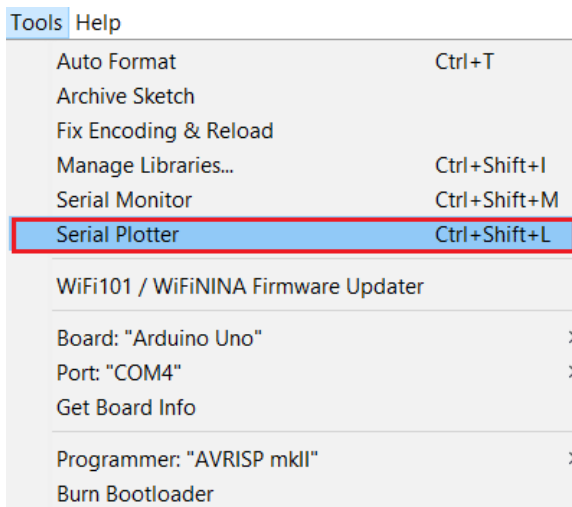 Tools Help
Auto Format Ctrl+T
Archive Sketch
Fix Encoding & Reload
Manage Libraries... Ctrl+Shift+I
Serial Monitor Ctrl+Shift+M
Serial Plotter Ctrl+Shift+L
WiFi101 / WiFiNINA Firmware Updater
Board: "Arduino Uno"
Port: "COM4"
Get Board Info
Programmer: "AVRISP mkII"
Burn Bootloader